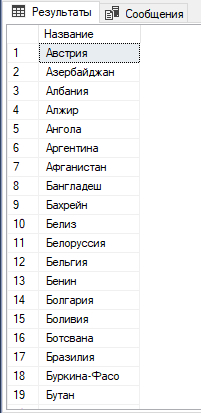 Результаты Сообщения
Название
1 Австрия
2 Азербайджан
3 Албания
4 Алжир
5 Ангола
6 Аргентина
7 Афганистан
8 Бангладеш
9 Бахрейн
10 Белиз
11 Белоруссия
12 Бельгия
13 Бенин
14 Болгария
15 Боливия
16 Ботсвана
17 Бразилия
18 Буркина-Фасо
19 Бутан